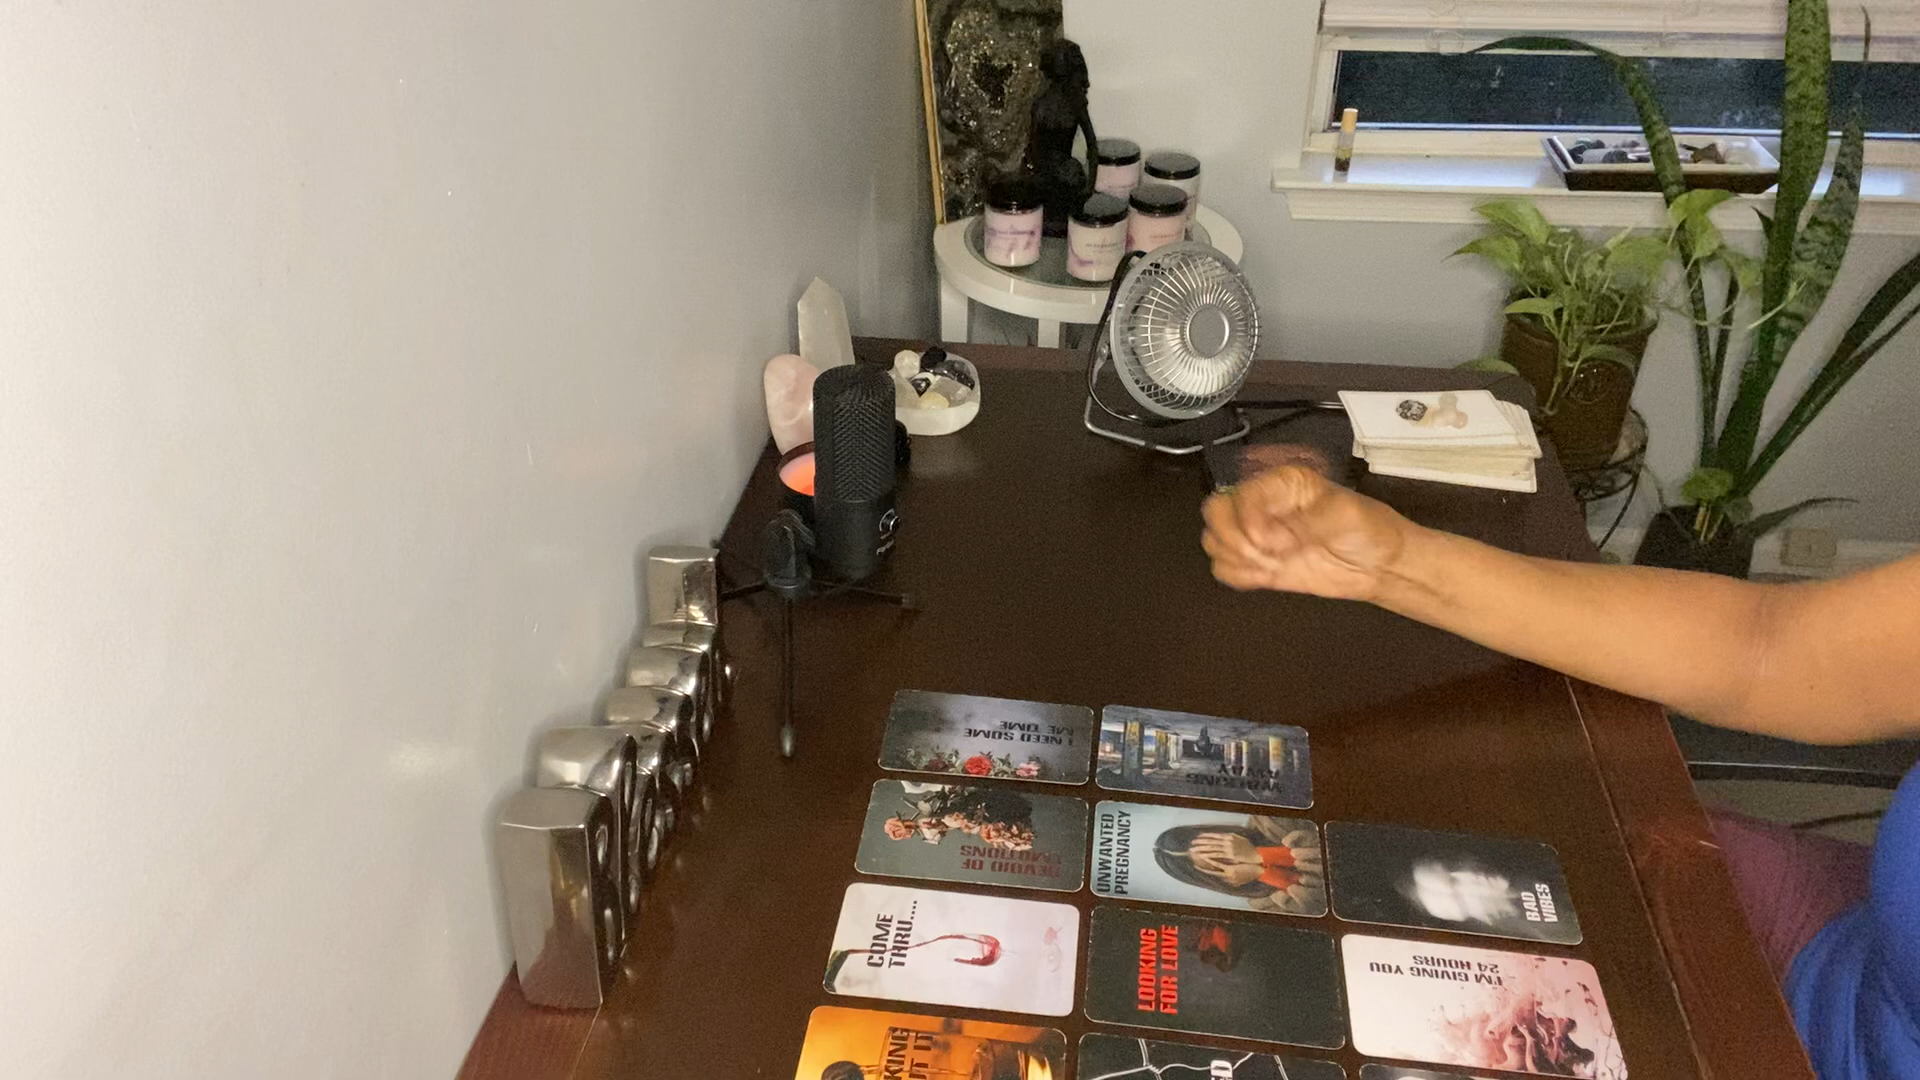 I NEED SOME
ME TIME
WALKING
AWAY
DEVOID OF
EMOTIONS
UNWANTED
PREGNANCY
BAD
VIBES
COME
THRU....
LOOKING
FOR LOVE
I'M GIVING YOU
24 HOURS